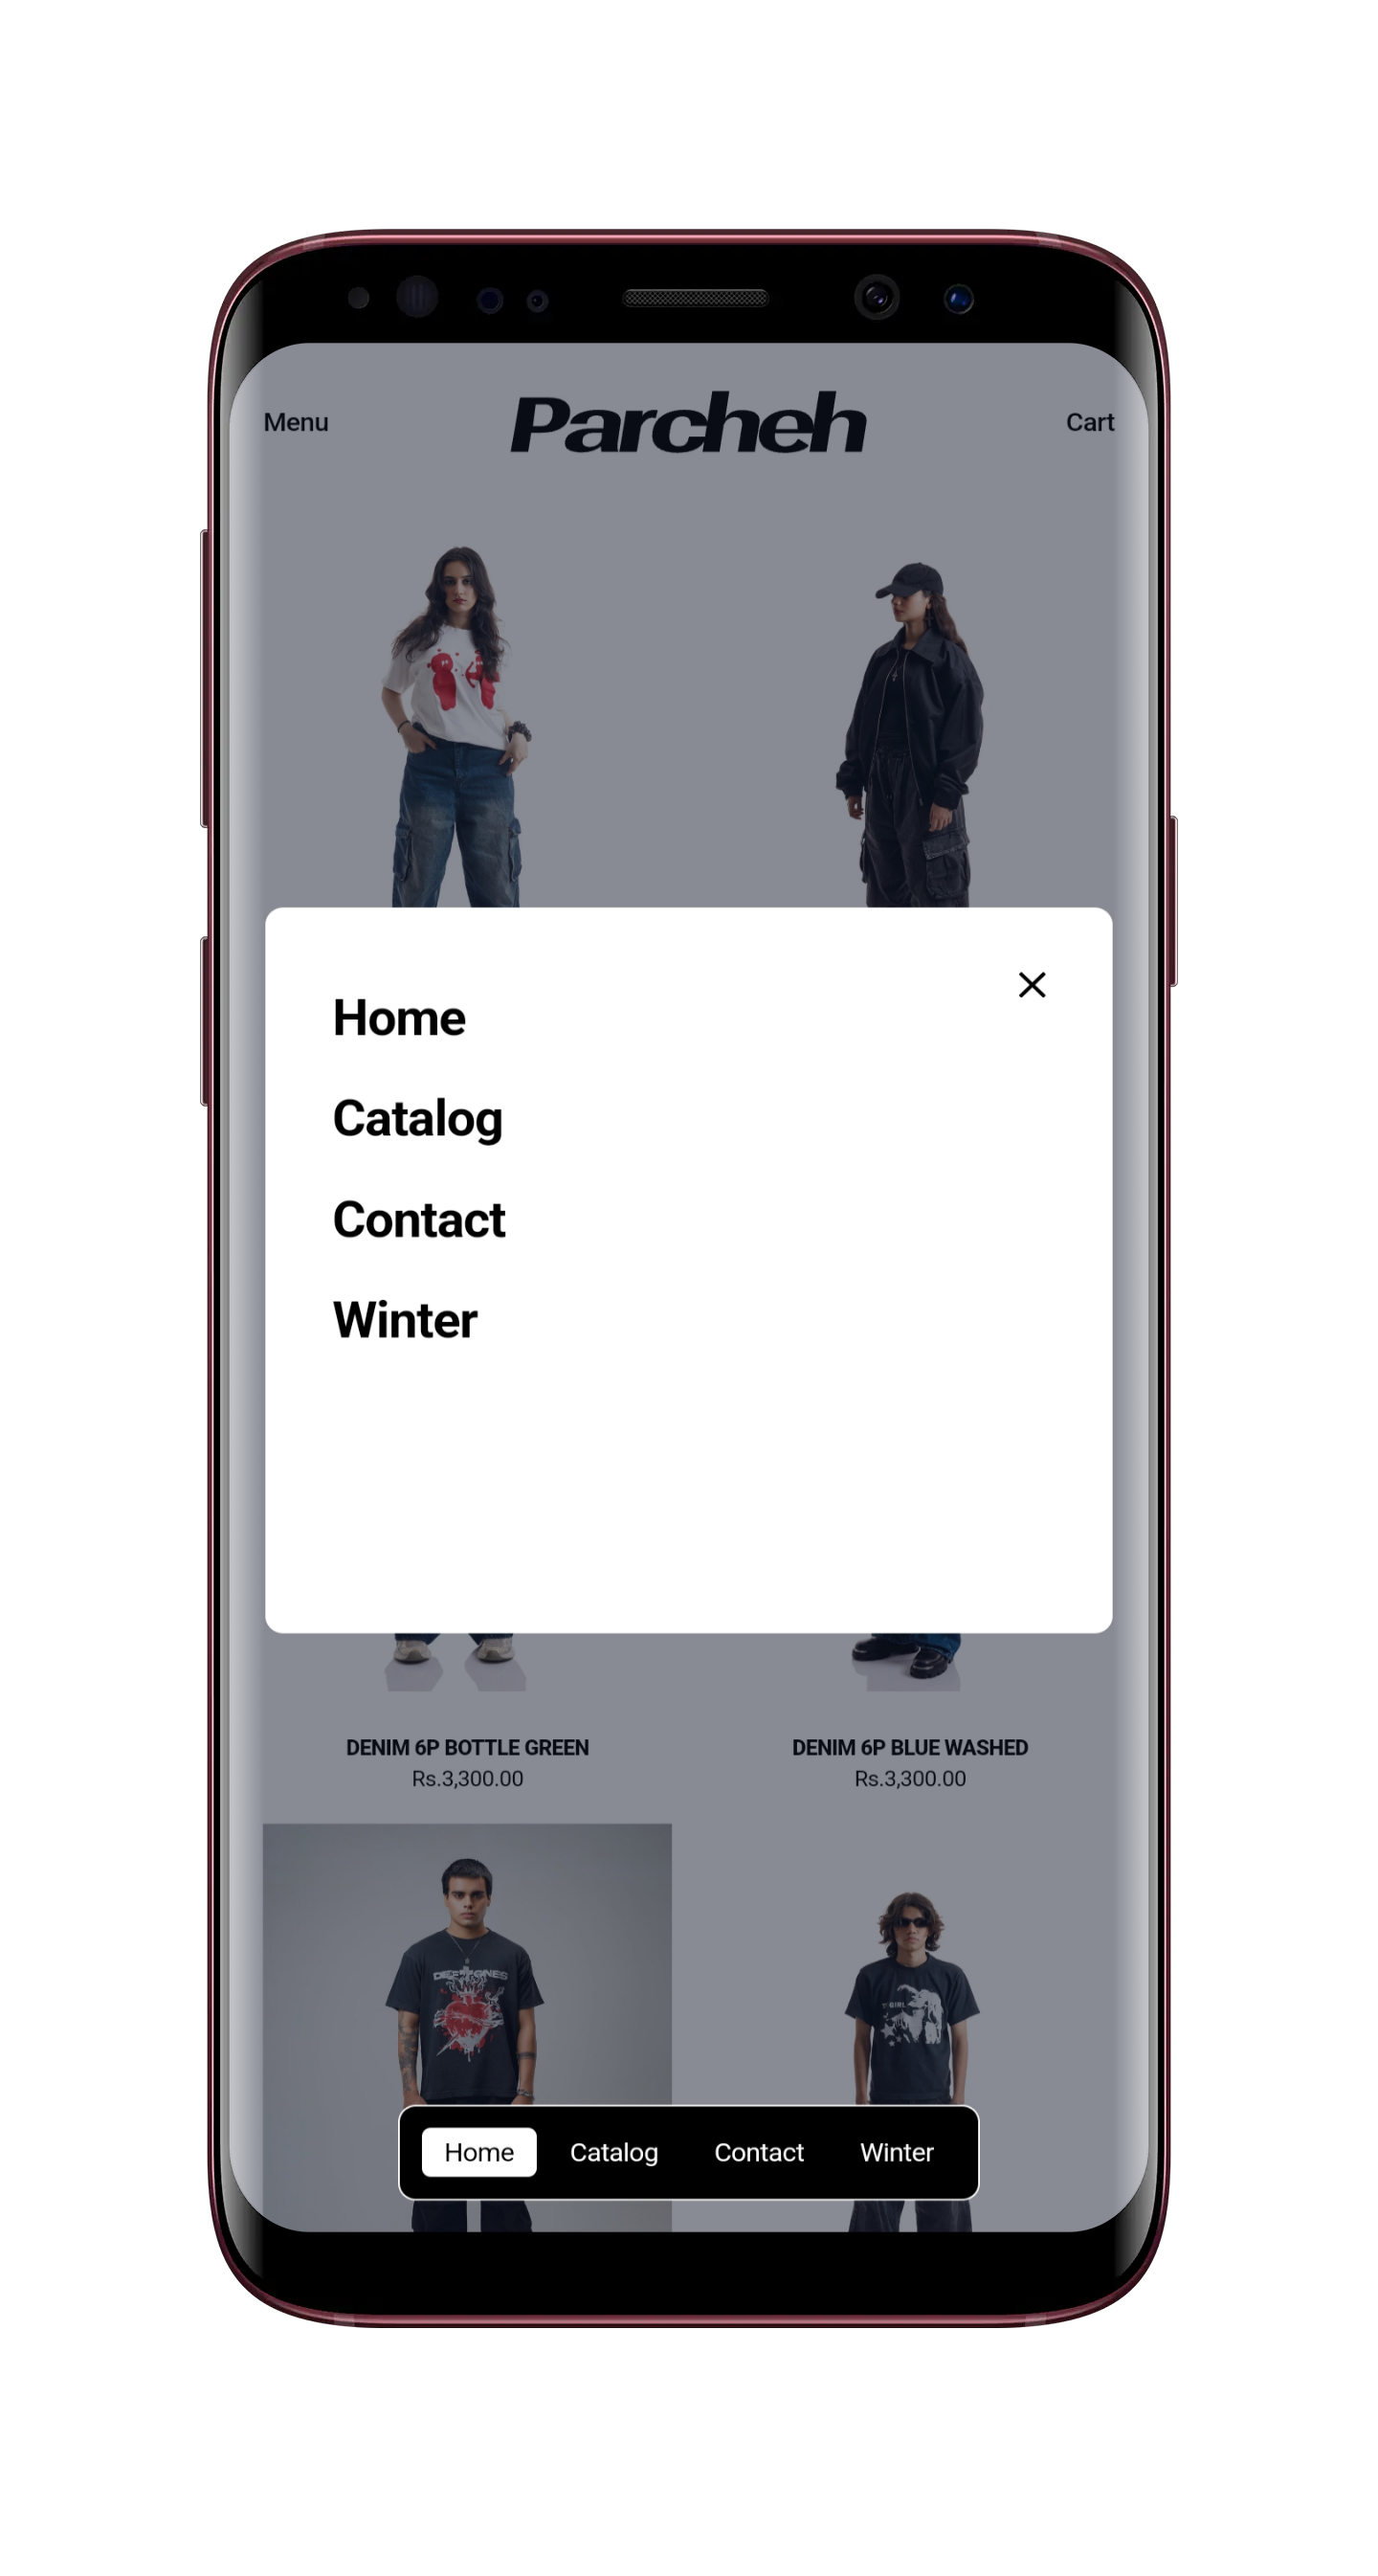 Menu Parcheh Cart
Home
Catalog
Contact
Winter
DENIM 6P BOTTLE GREEN DENIM 6P BLUE WASHED
Rs.3,300.00 Rs.3,300.00
Home Catalog Contact Winter